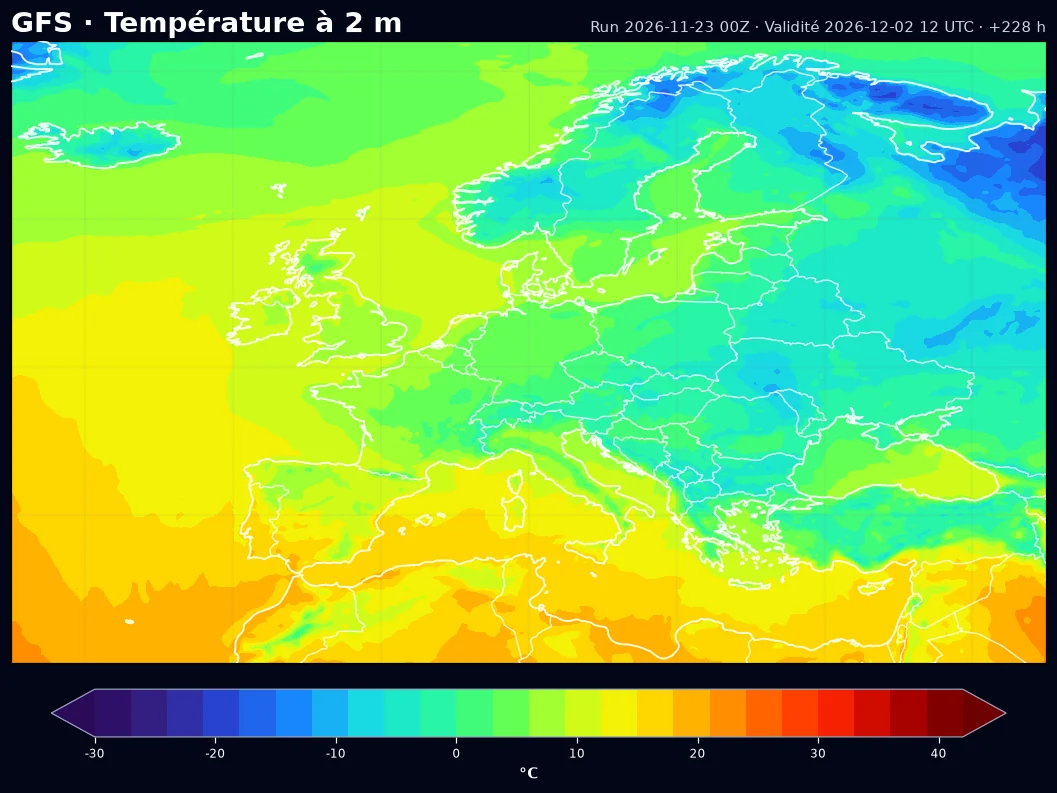 GFS · Température à 2 m
Run 2026-11-23 00Z · Validité 2026-12-02 12 UTC · +228 h
-30 -20 -10 0 10 20 30 40
°C